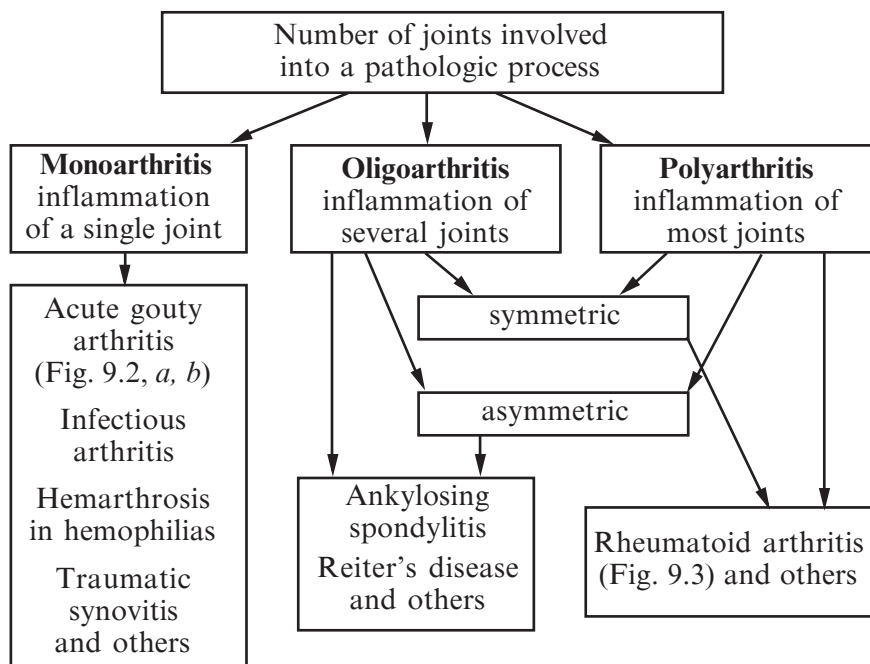 Number of joints involved
into a pathologic process
Monoarthritis
inflammation
of a single joint
Oligoarthritis
inflammation of
several joints
Polyarthritis
inflammation of
most joints
Acute gouty
arthritis
(Fig. 9.2, a, b)
Infectious
arthritis
Hemarthrosis
in hemophilias
Traumatic
synovitis
and others
symmetric
asymmetric
Ankylosing
spondylitis
Reiter’s disease
and others
Rheumatoid arthritis
(Fig. 9.3) and others